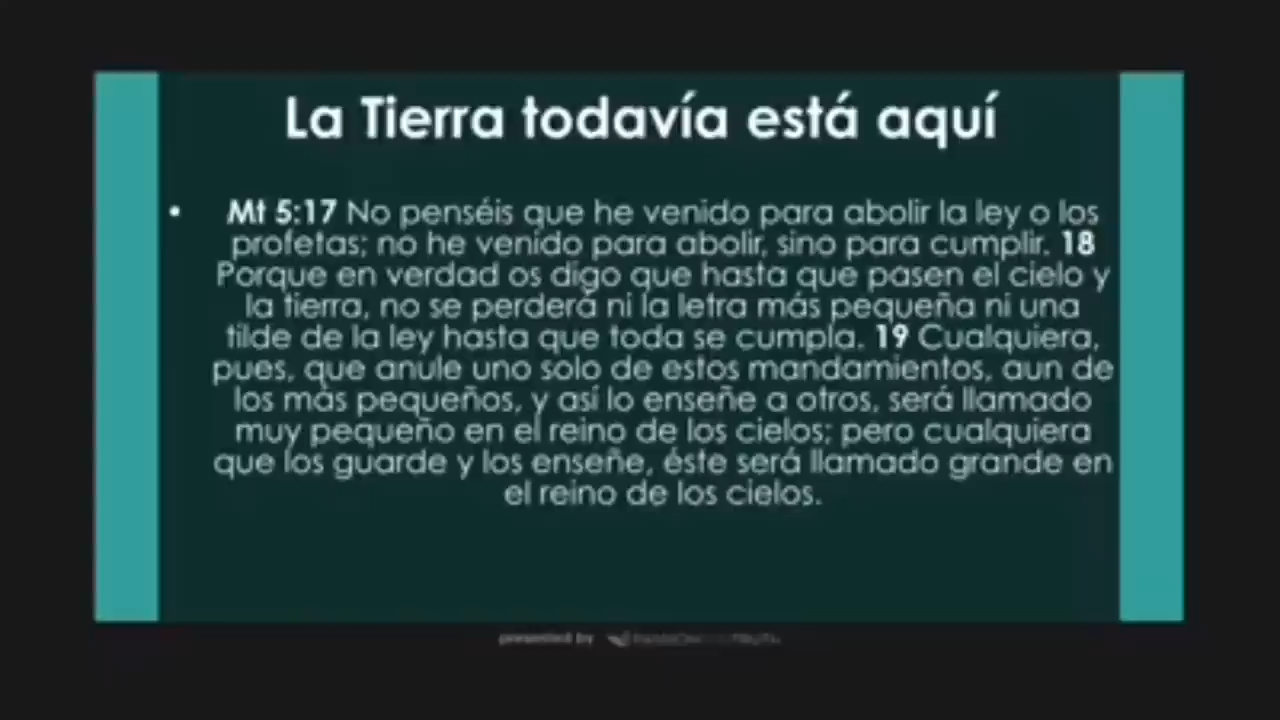 La Tierra todavía está aquí
• Mt 5:17 No penséis que he venido para abolir la ley o los
profetas; no he venido para abolir, sino para cumplir. 18
Porque en verdad os digo que hasta que pasen el cielo y
la tierra, no se perderá ni la letra más pequeña ni una
tilde de la ley hasta que toda se cumpla. 19 Cualquiera,
pues, que anule uno solo de estos mandamientos, aun de
los más pequeños, y así lo enseñe a otros, será llamado
muy pequeño en el reino de los cielos; pero cualquiera
que los guarde y los enseñe, éste será llamado grande en
el reino de los cielos.
presented by